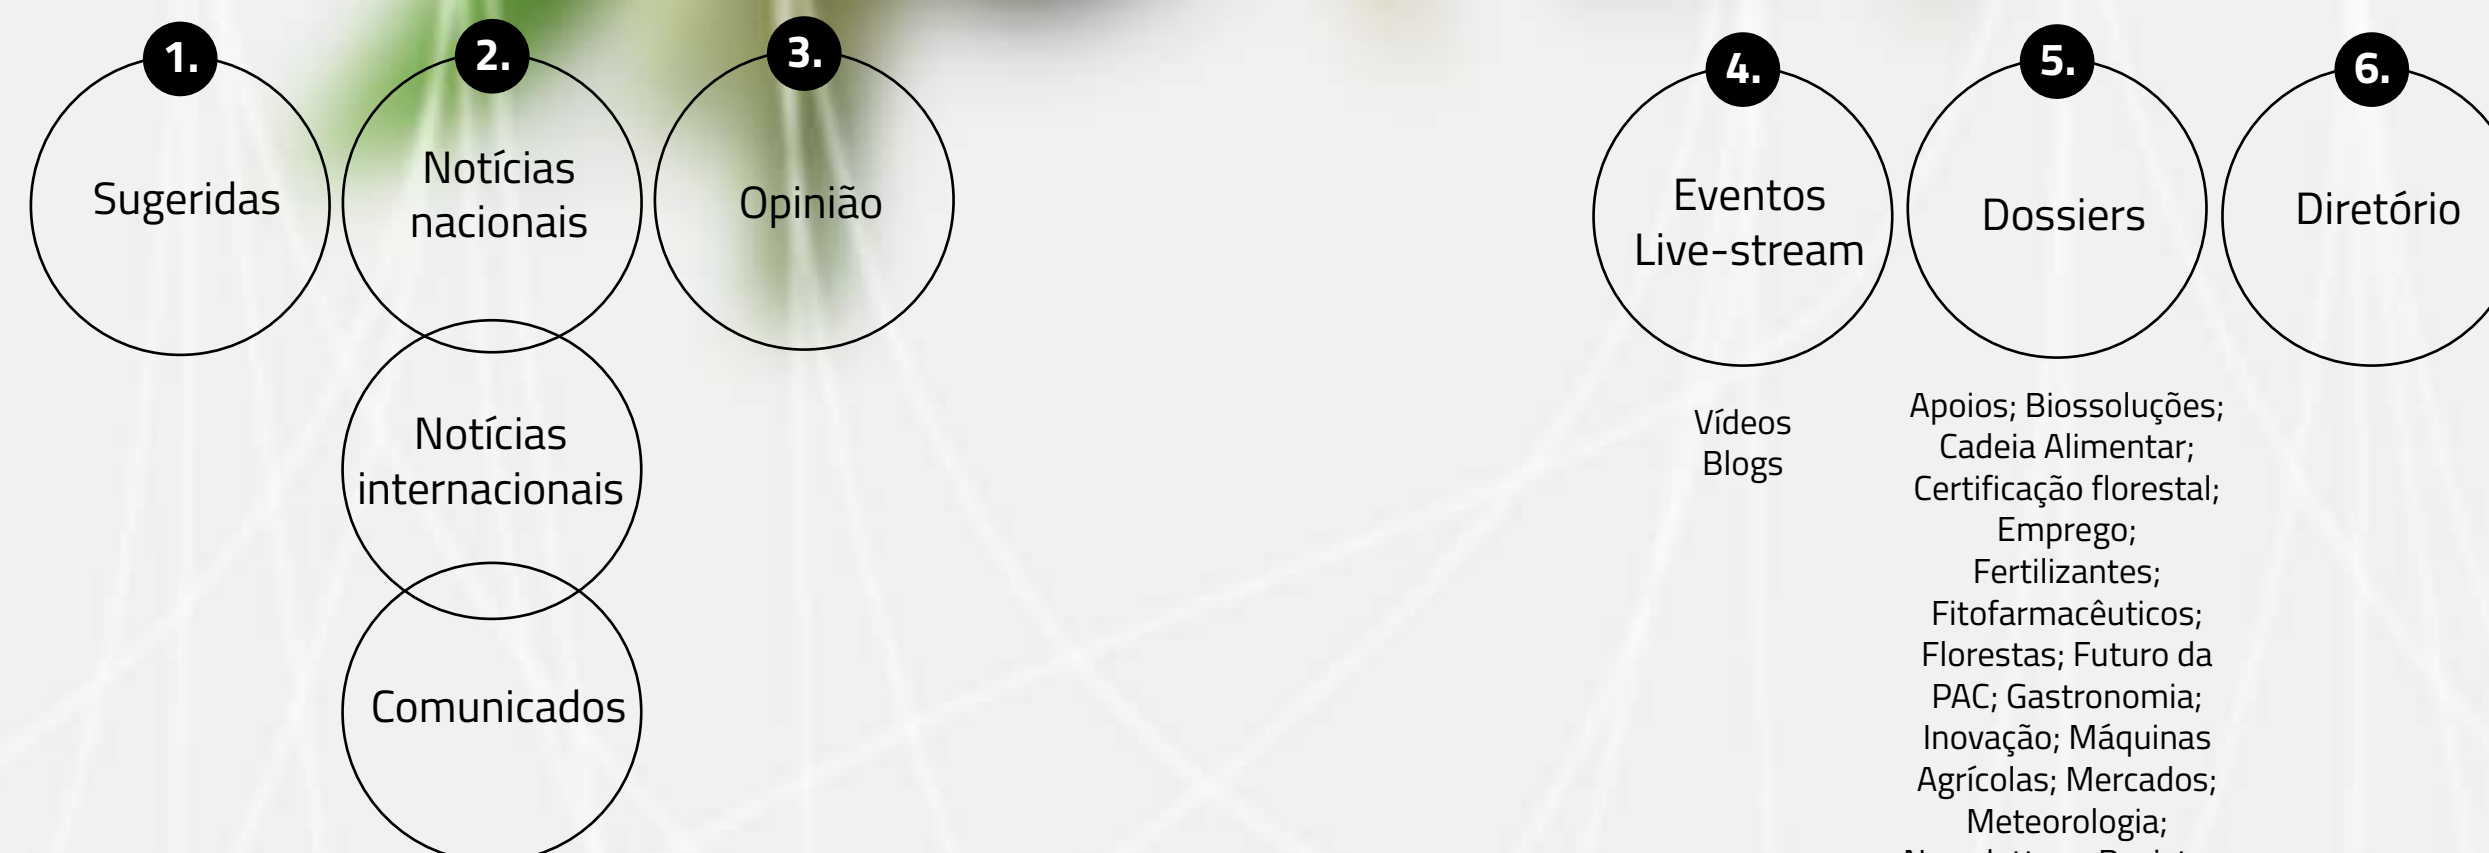 1.
Sugeridas
2.
Notícias
nacionais
Notícias
internacionais
Comunicados
3.
Opinião
4.
Eventos
Live-stream
Vídeos
Blogs
5.
Dossiers
Apoios; Biossoluções;
Cadeia Alimentar;
Certificação florestal;
Emprego;
Fertilizantes;
Fitofarmacêuticos;
Florestas; Futuro da
PAC; Gastronomia;
Inovação; Máquinas
Agrícolas; Mercados;
Meteorologia;
6.
Diretório